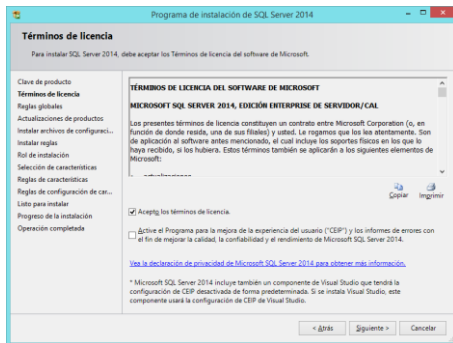 Programa de instalación de SQL Server 2014
Términos de licencia
Para instalar SQL Server 2014, debe aceptar los Términos de licencia del software de Microsoft.
Clave de producto
Términos de licencia
Reglas globales
Actualizaciones de productos
Instalar archivos de configuraci...
Instalar reglas
Rol de instalación
Selección de características
Reglas de características
Reglas de configuración de car...
Listo para instalar
Progreso de la instalación
Operación completada
TÉRMINOS DE LICENCIA DEL SOFTWARE DE MICROSOFT
MICROSOFT SQL SERVER 2014, EDICIÓN ENTERPRISE DE SERVIDOR/CAL
Los presentes términos de licencia constituyen un contrato entre Microsoft Corporation (o, en
función de donde resida, una de sus filiales) y usted. Le rogamos que los lea atentamente. Son
de aplicación al software antes mencionado, el cual incluye los soportes físicos en los que lo
haya recibido, si los hubiera. Estos términos también se aplicarán a los siguientes elementos de
Microsoft:
- actualizaciones
Copiar Imprimir
Acepto los términos de licencia.
Active el Programa para la mejora de la experiencia del usuario ("CEIP") y los informes de errores con
el fin de mejorar la calidad, la confiabilidad y el rendimiento de Microsoft SQL Server 2014.
Vea la declaración de privacidad de Microsoft SQL Server 2014 para obtener más información.
* Microsoft SQL Server 2014 incluye también un componente de Visual Studio que tendrá la
configuración de CEIP desactivada de forma predeterminada. Si se instala Visual Studio, este
componente usará la configuración de CEIP de Visual Studio.
< Atrás Siguiente > Cancelar